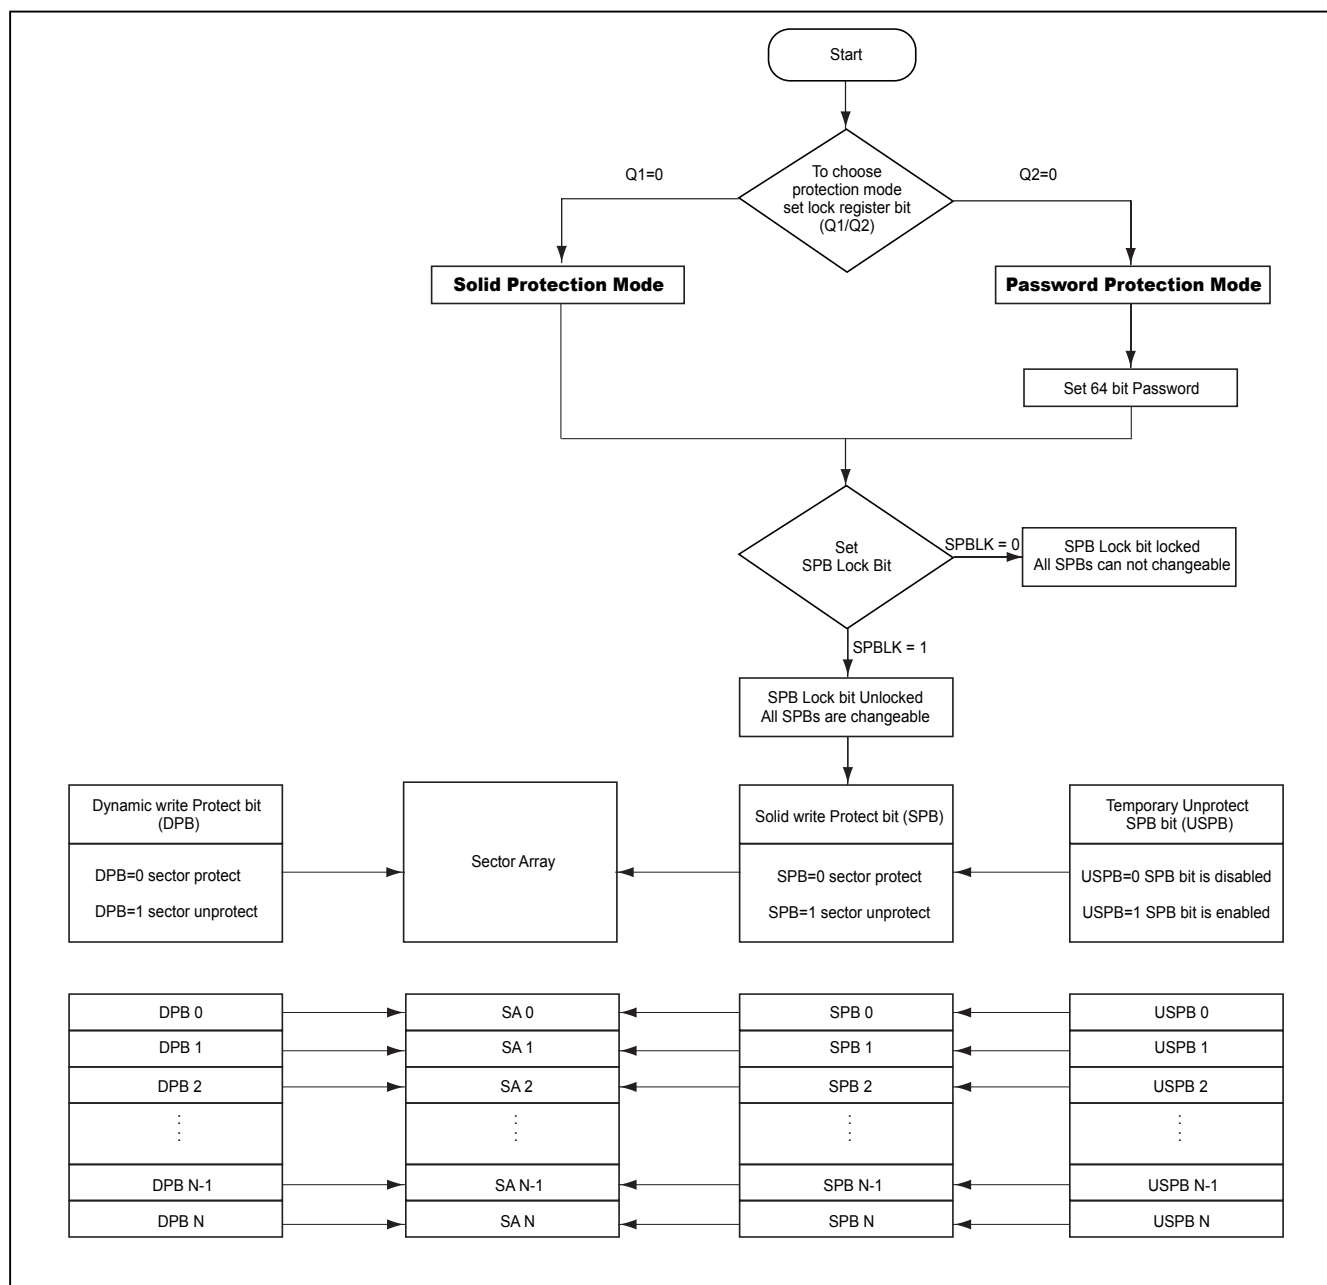 Start
To choose
protection mode
set lock register bit
(Q1/Q2)
Q1=0
Q2=0
Solid Protection Mode
Password Protection Mode
Set 64 bit Password
Set
SPB Lock Bit
SPBLK = 0
SPB Lock bit locked
All SPBs can not changeable
SPBLK = 1
SPB Lock bit Unlocked
All SPBs are changeable
Dynamic write Protect bit
(DPB)
DPB=0 sector protect
DPB=1 sector unprotect
Sector Array
Solid write Protect bit (SPB)
SPB=0 sector protect
SPB=1 sector unprotect
Temporary Unprotect
SPB bit (USPB)
USPB=0 SPB bit is disabled
USPB=1 SPB bit is enabled
DPB 0 SA 0 SPB 0 USPB 0
DPB 1 SA 1 SPB 1 USPB 1
DPB 2 SA 2 SPB 2 USPB 2
DPB N-1 SA N-1 SPB N-1 USPB N-1
DPB N SA N SPB N USPB N